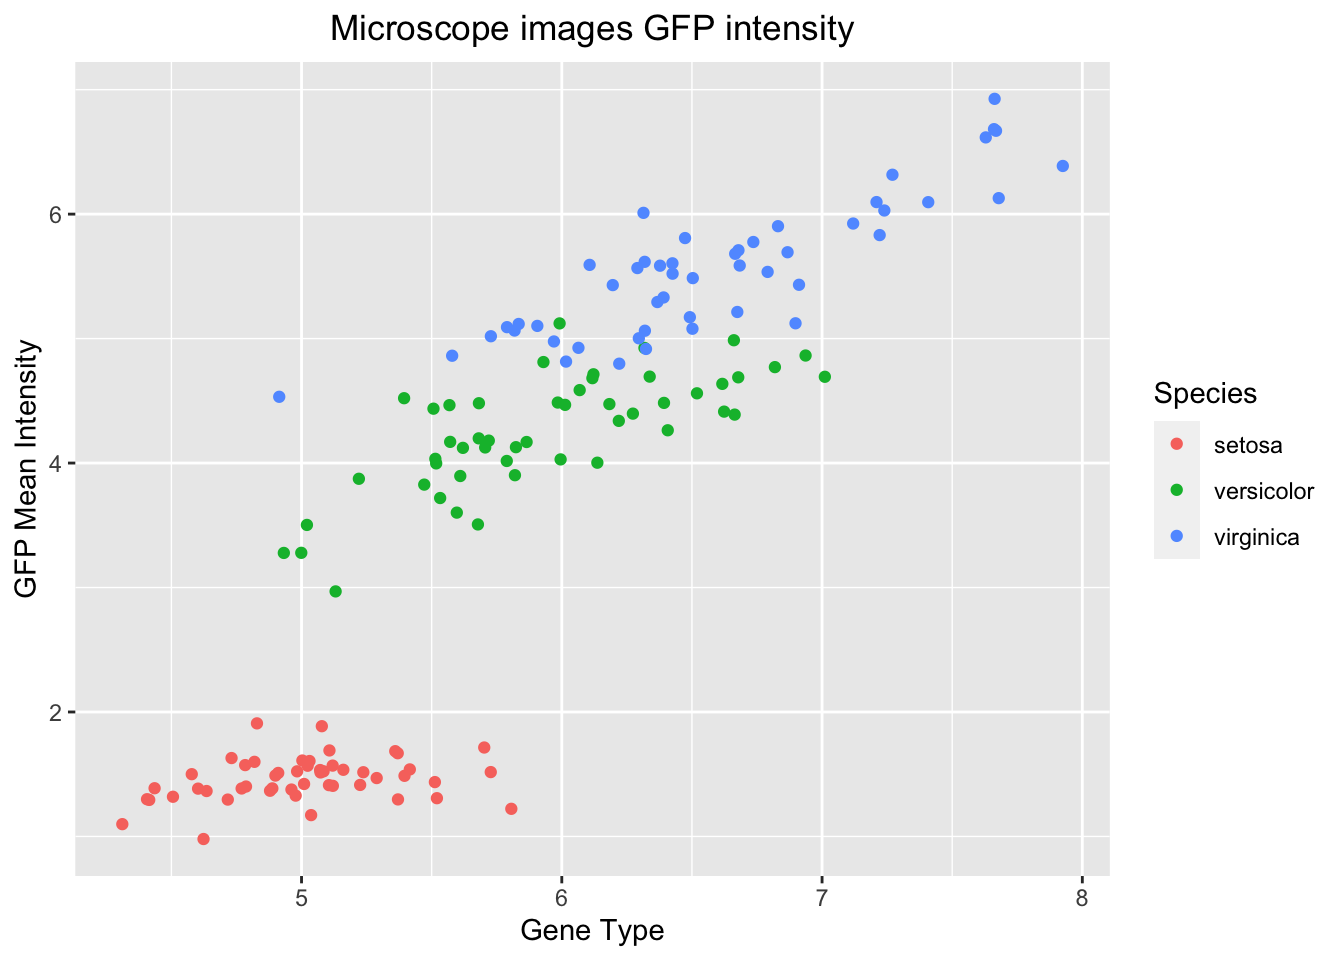 Microscope images GFP intensity
GFP Mean Intensity
6
4
2
5
6
7
8
Gene Type
Species
setosa
versicolor
virginica